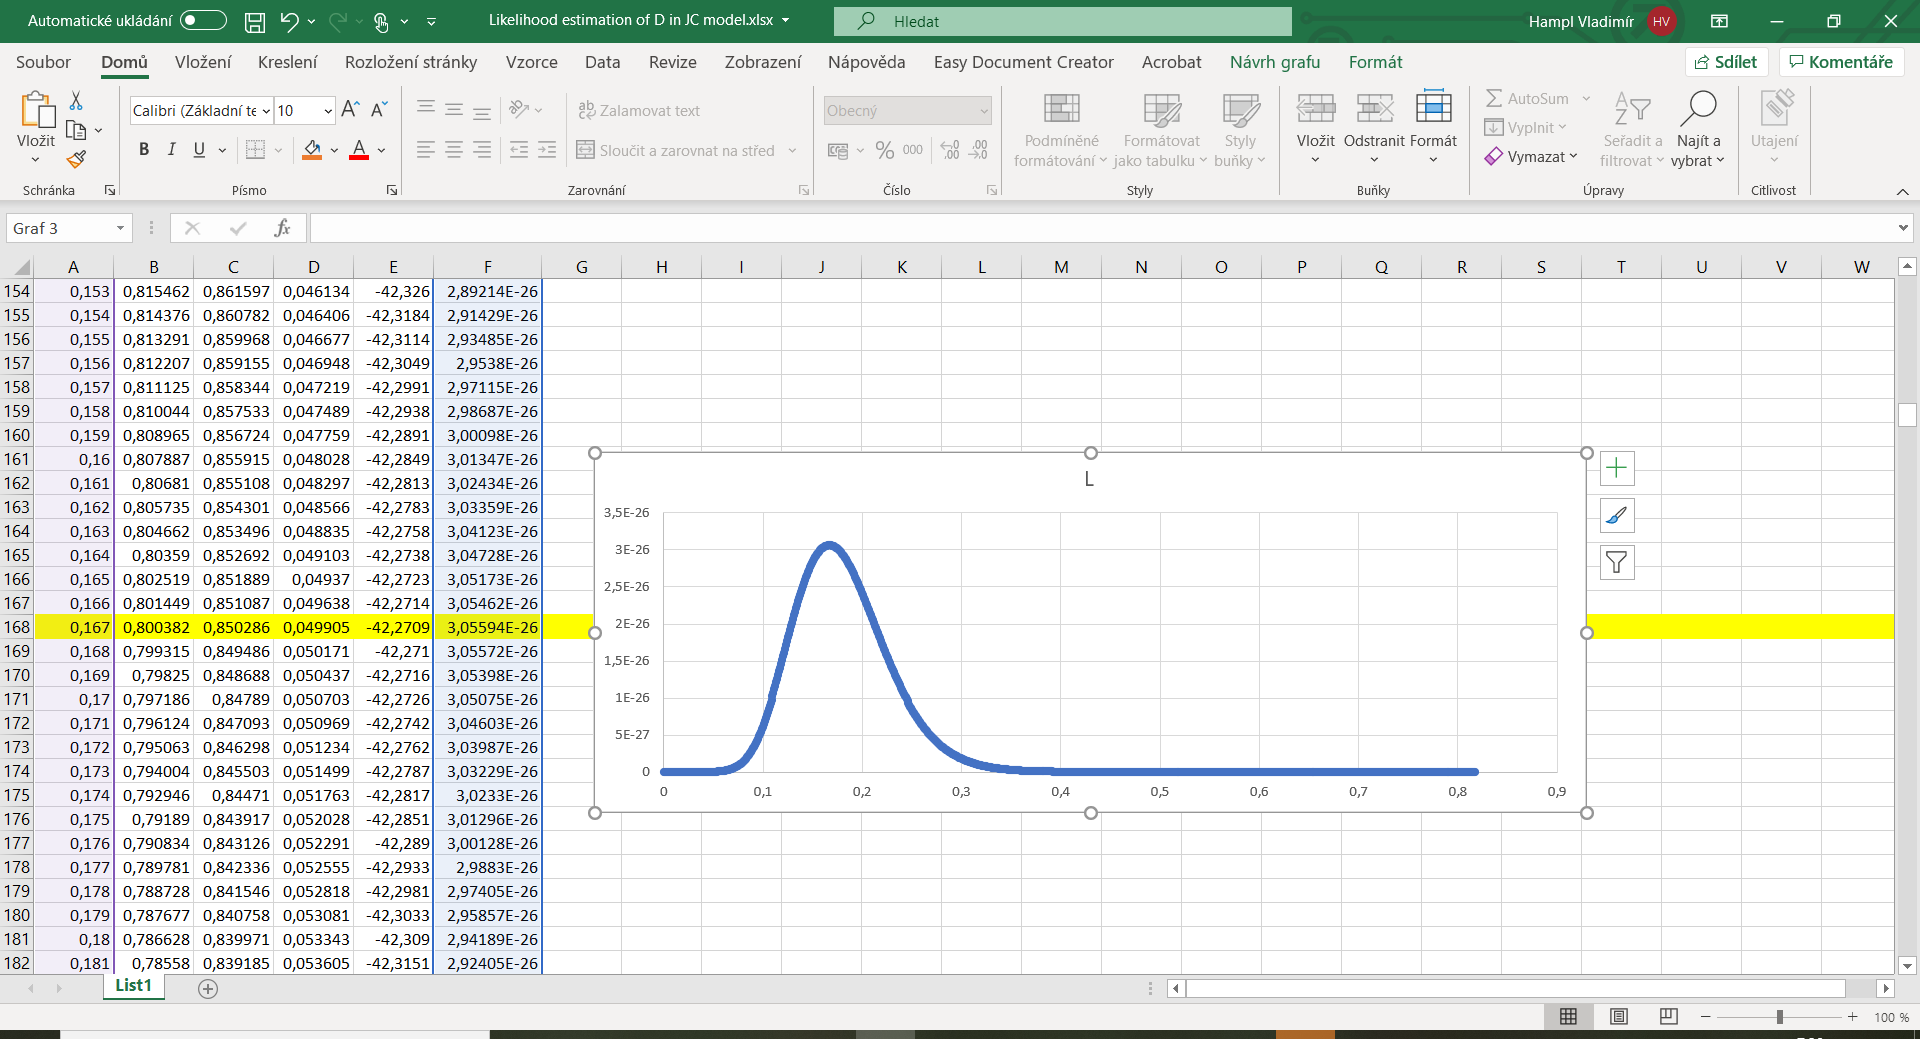 Automatické ukládání
Likelihood estimation of D in JC model.xlsx
Hledat
Hampl Vladimír
HV
Soubor Domů Vložení Kreslení Rozložení stránky Vzorce Data Revize Zobrazení Nápověda Easy Document Creator Acrobat Návrh grafu Formát Sdílet Komentáře
Vložit
Schránka
Calibri (Základní te 10
B I U
Písmo
Zalamovat text
Sloučit a zarovnat na střed
Zarovnání
Obecný
% 000
Číslo
Podmíněné formátování
Formátovat jako tabulku
Styly buňky
Styly
Vložit Odstranit Formát
Buňky
AutoSum
Vyplnit
Vymazat
Seřadit a filtrovat
Najít a vybrat
Úpravy
Utajení
Citlivost
Graf 3
fx
A B C D E F G H I J K L M N O P Q R S T U V W
154 0,153 0,815462 0,861597 0,046134 -42,326 2,89214E-26
155 0,154 0,814376 0,860782 0,046406 -42,3184 2,91429E-26
156 0,155 0,813291 0,859968 0,046677 -42,3114 2,93485E-26
157 0,156 0,812207 0,859155 0,046948 -42,3049 2,9538E-26
158 0,157 0,811125 0,858344 0,047219 -42,2991 2,97115E-26
159 0,158 0,810044 0,857533 0,047489 -42,2938 2,98687E-26
160 0,159 0,808965 0,856724 0,047759 -42,2891 3,00098E-26
161 0,16 0,807887 0,855915 0,048028 -42,2849 3,01347E-26
162 0,161 0,80681 0,855108 0,048297 -42,2813 3,02434E-26
163 0,162 0,805735 0,854301 0,048566 -42,2783 3,03359E-26
164 0,163 0,804662 0,853496 0,048835 -42,2758 3,04123E-26
165 0,164 0,80359 0,852692 0,049103 -42,2738 3,04728E-26
166 0,165 0,802519 0,851889 0,04937 -42,2723 3,05173E-26
167 0,166 0,801449 0,851087 0,049638 -42,2714 3,05462E-26
168 0,167 0,800382 0,850286 0,049905 -42,2709 3,05594E-26
169 0,168 0,799315 0,849486 0,050171 -42,271 3,05572E-26
170 0,169 0,79825 0,848688 0,050437 -42,2716 3,05398E-26
171 0,17 0,797186 0,84789 0,050703 -42,2726 3,05075E-26
172 0,171 0,796124 0,847093 0,050969 -42,2742 3,04603E-26
173 0,172 0,795063 0,846298 0,051234 -42,2762 3,03987E-26
174 0,173 0,794004 0,845503 0,051499 -42,2787 3,03229E-26
175 0,174 0,792946 0,84471 0,051763 -42,2817 3,0233E-26
176 0,175 0,79189 0,843917 0,052028 -42,2851 3,01296E-26
177 0,176 0,790834 0,843126 0,052291 -42,289 3,00128E-26
178 0,177 0,789781 0,842336 0,052555 -42,2933 2,9883E-26
179 0,178 0,788728 0,841546 0,052818 -42,2981 2,97405E-26
180 0,179 0,787677 0,840758 0,053081 -42,3033 2,95857E-26
181 0,18 0,786628 0,839971 0,053343 -42,309 2,94189E-26
182 0,181 0,78558 0,839185 0,053605 -42,3151 2,92405E-26
L
3,5E-26
3E-26
2,5E-26
2E-26
1,5E-26
1E-26
5E-27
0
0 0,1 0,2 0,3 0,4 0,5 0,6 0,7 0,8 0,9
List1
100 %